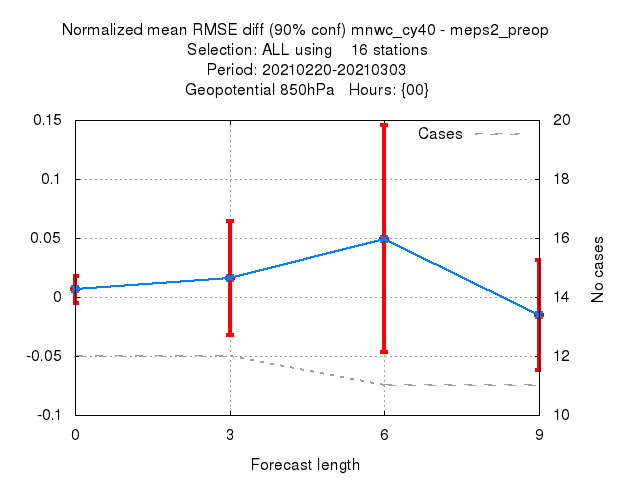 Normalized mean RMSE diff (90% conf) mnwc_cy40 - meps2_preop
Selection: ALL using    16 stations
Period: 20210220-20210303
Geopotential 850hPa   Hours: {00}
Cases
0.15
0.1
0.05
0
-0.05
-0.1
20
18
16
14
12
10
No cases
0
3
6
9
Forecast length